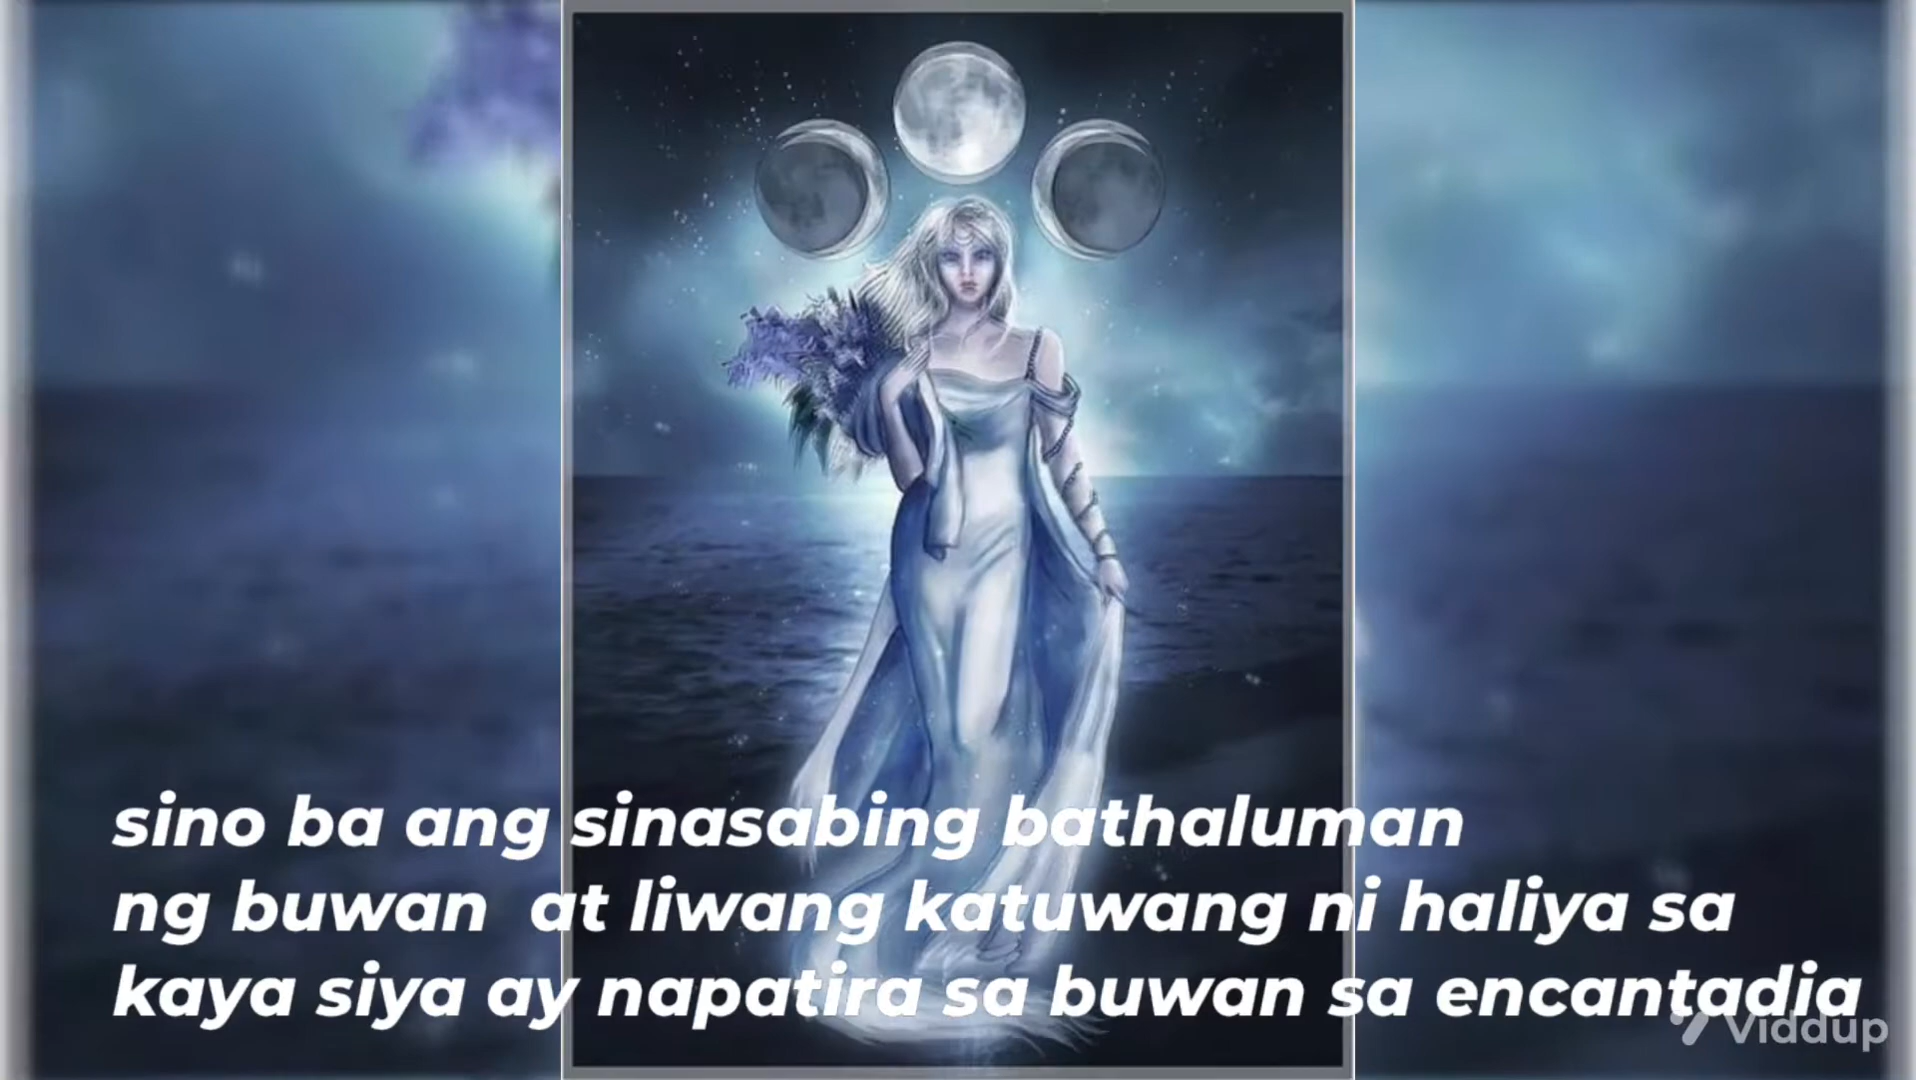 sino ba ang sinasabing bathaluman
ng buwan at liwang katuwang ni haliya sa
kaya siya ay napatira sa buwan sa encantadia
Viddup